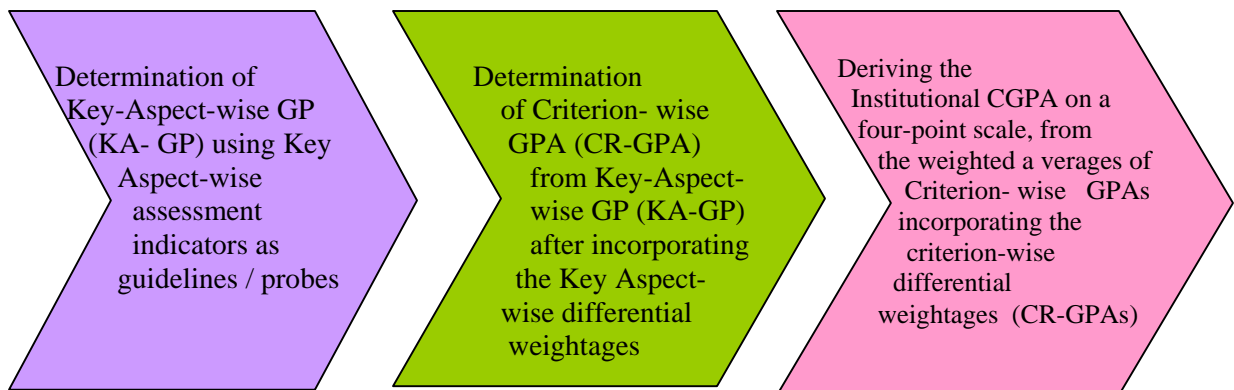 Determination of
Key-Aspect-wise GP
(KA- GP) using Key
Aspect-wise
assessment
indicators as
guidelines / probes
Determination
of Criterion- wise
GPA (CR-GPA)
from Key-Aspect-
wise GP (KA-GP)
after incorporating
the Key Aspect-
wise differential
weightages
Deriving the
Institutional CGPA on a
four-point scale, from
the weighted a verages of
Criterion- wise GPAs
incorporating the
criterion-wise
differential
weightages (CR-GPAs)